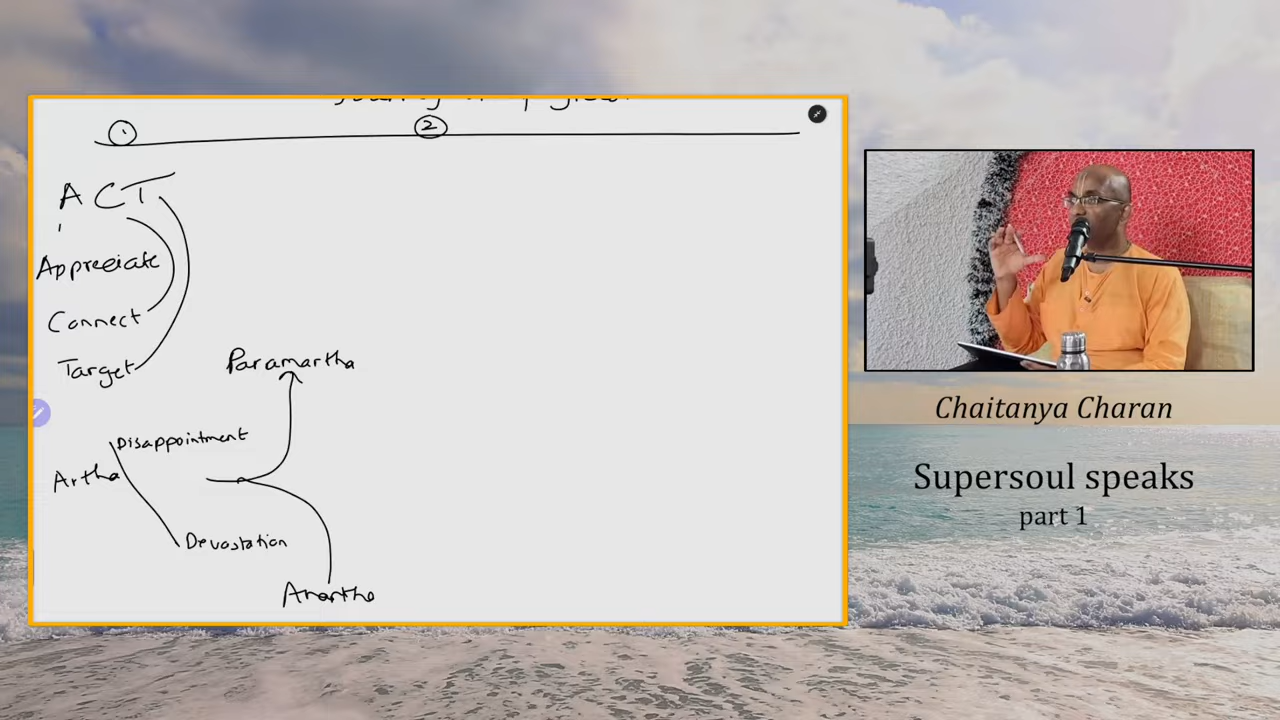 1
2
A C T
Appreciate
Connect
Target
Paramartha
Disappointment
Artha
Devastation
Anartha
Chaitanya Charan
Supersoul speaks
part 1